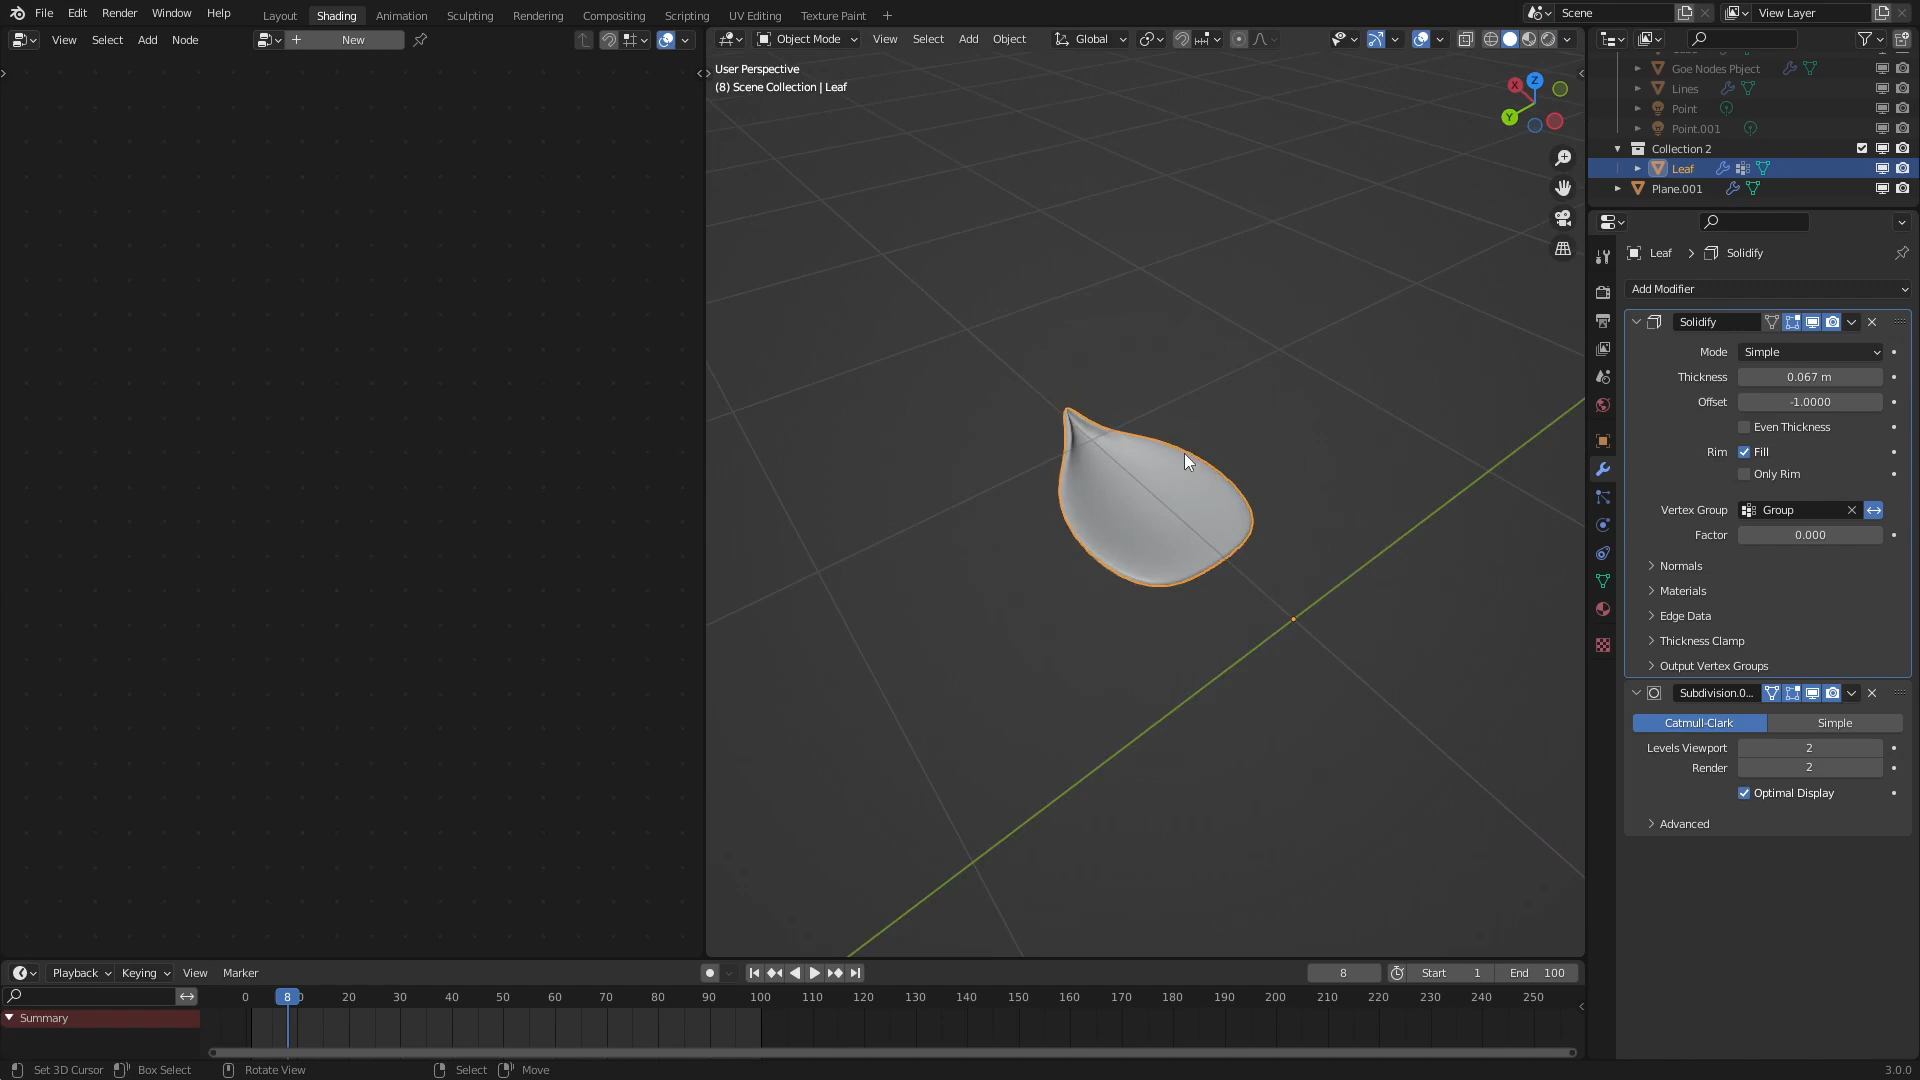 File Edit Render Window Help Layout Shading Animation Sculpting Rendering Compositing Scripting UV Editing Texture Paint + Scene View Layer
View Select Add Node + New Object Mode View Select Add Object Global
User Perspective
(8) Scene Collection | Leaf
X Z Y
Goe Nodes Pbject
Lines
Point
Point.001
Collection 2
Leaf
Plane.001
Leaf > Solidify
Add Modifier
Solidify
Mode Simple
Thickness 0.067 m
Offset -1.0000
Even Thickness
Rim Fill
Only Rim
Vertex Group Group
Factor 0.000
Normals
Materials
Edge Data
Thickness Clamp
Output Vertex Groups
Subdivision.0...
Catmull-Clark Simple
Levels Viewport 2
Render 2
Optimal Display
Advanced
Playback Keying View Marker 8 Start 1 End 100
0 8 20 30 40 50 60 70 80 90 100 110 120 130 140 150 160 170 180 190 200 210 220 230 240 250
Summary
Set 3D Cursor Box Select Rotate View Select Move 3.0.0